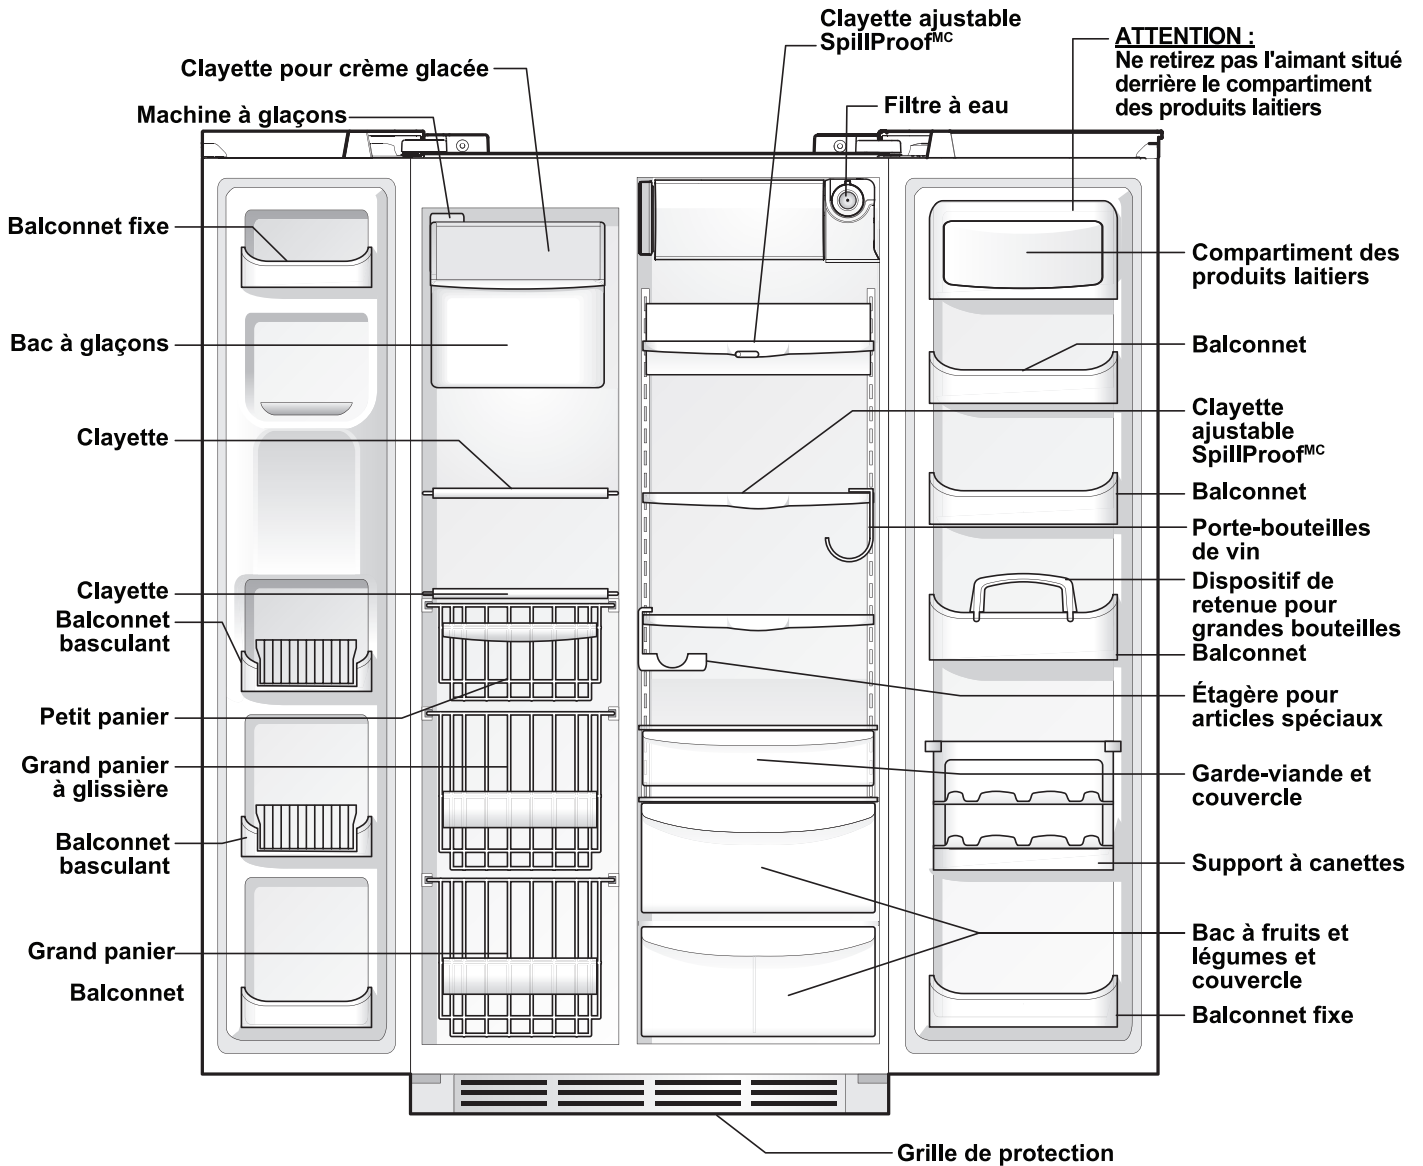 Clayette ajustable
SpillProofMC
ATTENTION :
Ne retirez pas l'aimant situé
derrière le compartiment
des produits laitiers
Clayette pour crème glacée
Filtre à eau
Machine à glaçons
Balconnet fixe
Bac à glaçons
Clayette
Clayette
Balconnet
basculant
Petit panier
Grand panier
à glissière
Balconnet
basculant
Grand panier
Balconnet
Compartiment des
produits laitiers
Balconnet
Clayette
ajustable
SpillProofMC
Balconnet
Porte-bouteilles
de vin
Dispositif de
retenue pour
grandes bouteilles
Balconnet
Étagère pour
articles spéciaux
Garde-viande et
couvercle
Support à canettes
Bac à fruits et
légumes et
couvercle
Balconnet fixe
Grille de protection